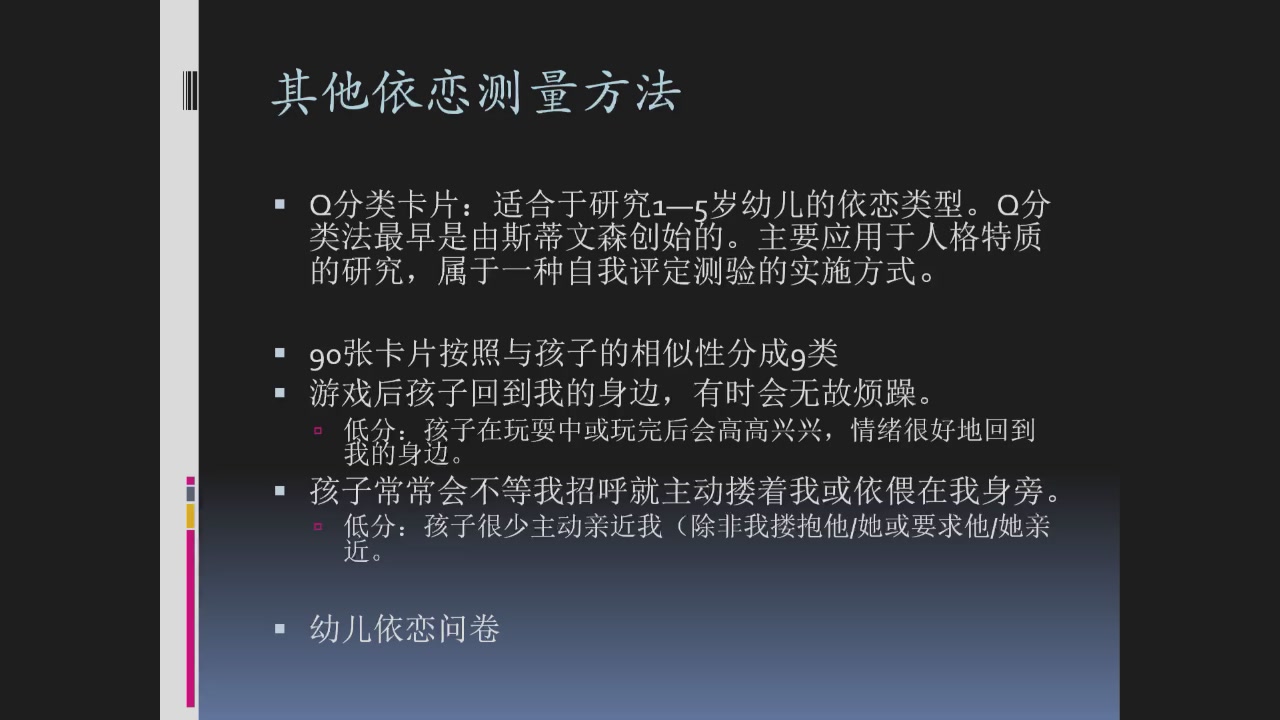 其他依恋测量方法
Q分类卡片：适合于研究1—5岁幼儿的依恋类型。Q分
类法最早是由斯蒂文森创始的。主要应用于人格特质
的研究，属于一种自我评定测验的实施方式。
90张卡片按照与孩子的相似性分成9类
游戏后孩子回到我的身边，有时会无故烦躁。
低分：孩子在玩耍中或玩完后会高高兴兴，情绪很好地回到
我的身边。
孩子常常会不等我招呼就主动搂着我或依偎在我身旁。
低分：孩子很少主动亲近我（除非我搂抱他/她或要求他/她亲
近。
幼儿依恋问卷